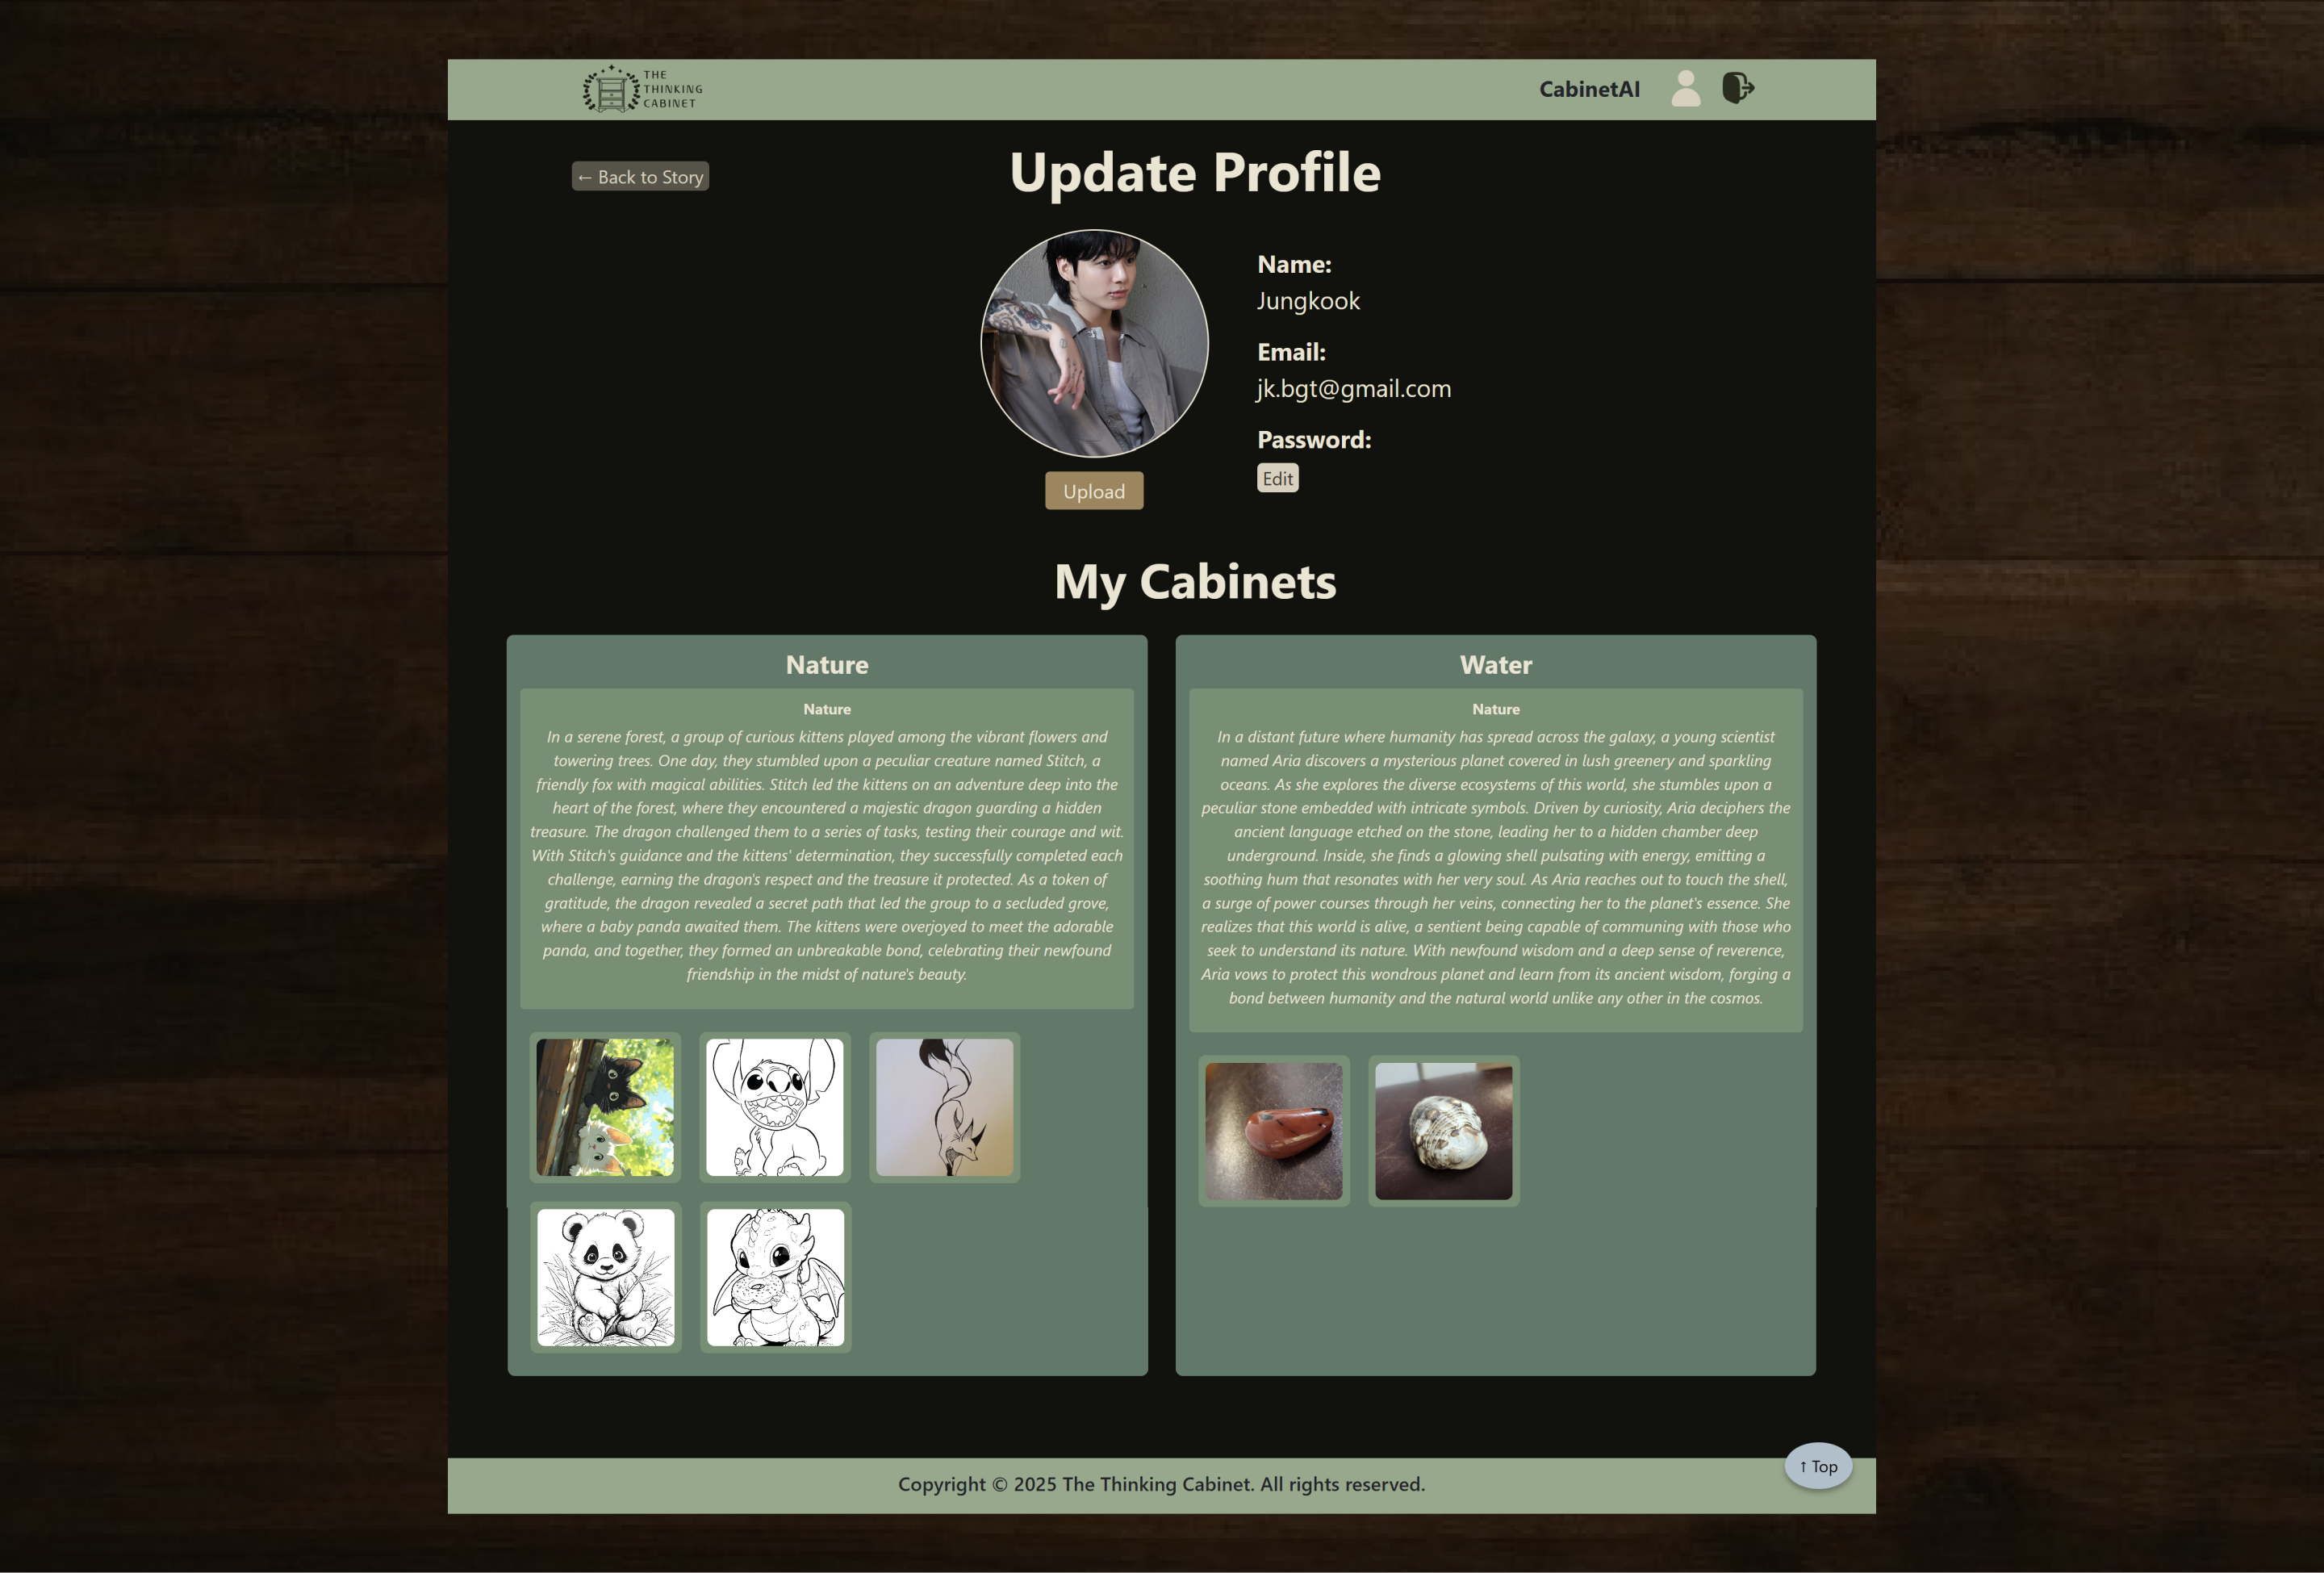 THE
THINKING
CABINET
CabinetAI
← Back to Story
Update Profile
Name:
Jungkook
Email:
jk.bgt@gmail.com
Password:
Edit
Upload
My Cabinets
Nature
Nature
In a serene forest, a group of curious kittens played among the vibrant flowers and
towering trees. One day, they stumbled upon a peculiar creature named Stitch, a
friendly fox with magical abilities. Stitch led the kittens on an adventure deep into the
heart of the forest, where they encountered a majestic dragon guarding a hidden
treasure. The dragon challenged them to a series of tasks, testing their courage and wit.
With Stitch's guidance and the kittens' determination, they successfully completed each
challenge, earning the dragon's respect and the treasure it protected. As a token of
gratitude, the dragon revealed a secret path that led the group to a secluded grove,
where a baby panda awaited them. The kittens were overjoyed to meet the adorable
panda, and together, they formed an unbreakable bond, celebrating their newfound
friendship in the midst of nature's beauty.
Water
Nature
In a distant future where humanity has spread across the galaxy, a young scientist
named Aria discovers a mysterious planet covered in lush greenery and sparkling
oceans. As she explores the diverse ecosystems of this world, she stumbles upon a
peculiar stone embedded with intricate symbols. Driven by curiosity, Aria deciphers the
ancient language etched on the stone, leading her to a hidden chamber deep
underground. Inside, she finds a glowing shell pulsating with energy, emitting a
soothing hum that resonates with her very soul. As Aria reaches out to touch the shell,
a surge of power courses through her veins, connecting her to the planet's essence. She
realizes that this world is alive, a sentient being capable of communing with those who
seek to understand its nature. With newfound wisdom and a deep sense of reverence,
Aria vows to protect this wondrous planet and learn from its ancient wisdom, forging a
bond between humanity and the natural world unlike any other in the cosmos.
↑ Top
Copyright © 2025 The Thinking Cabinet. All rights reserved.